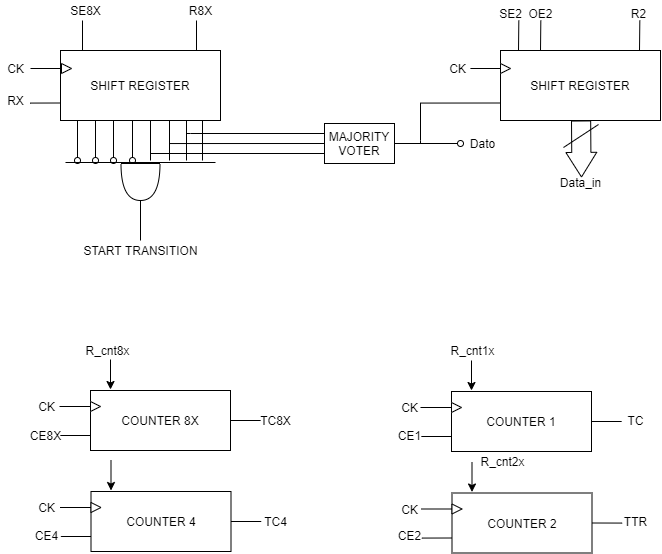 SE8X R8X SE2 OE2 R2
CK SHIFT REGISTER CK SHIFT REGISTER
RX
MAJORITY
VOTER
Dato
Data_in
START TRANSITION
R_cnt8x R_cnt1x
CK COUNTER 8X TC8X CK COUNTER 1 TC
CE8X CE1
R_cnt2x
CK COUNTER 4 TC4 CK COUNTER 2 TTR
CE4 CE2